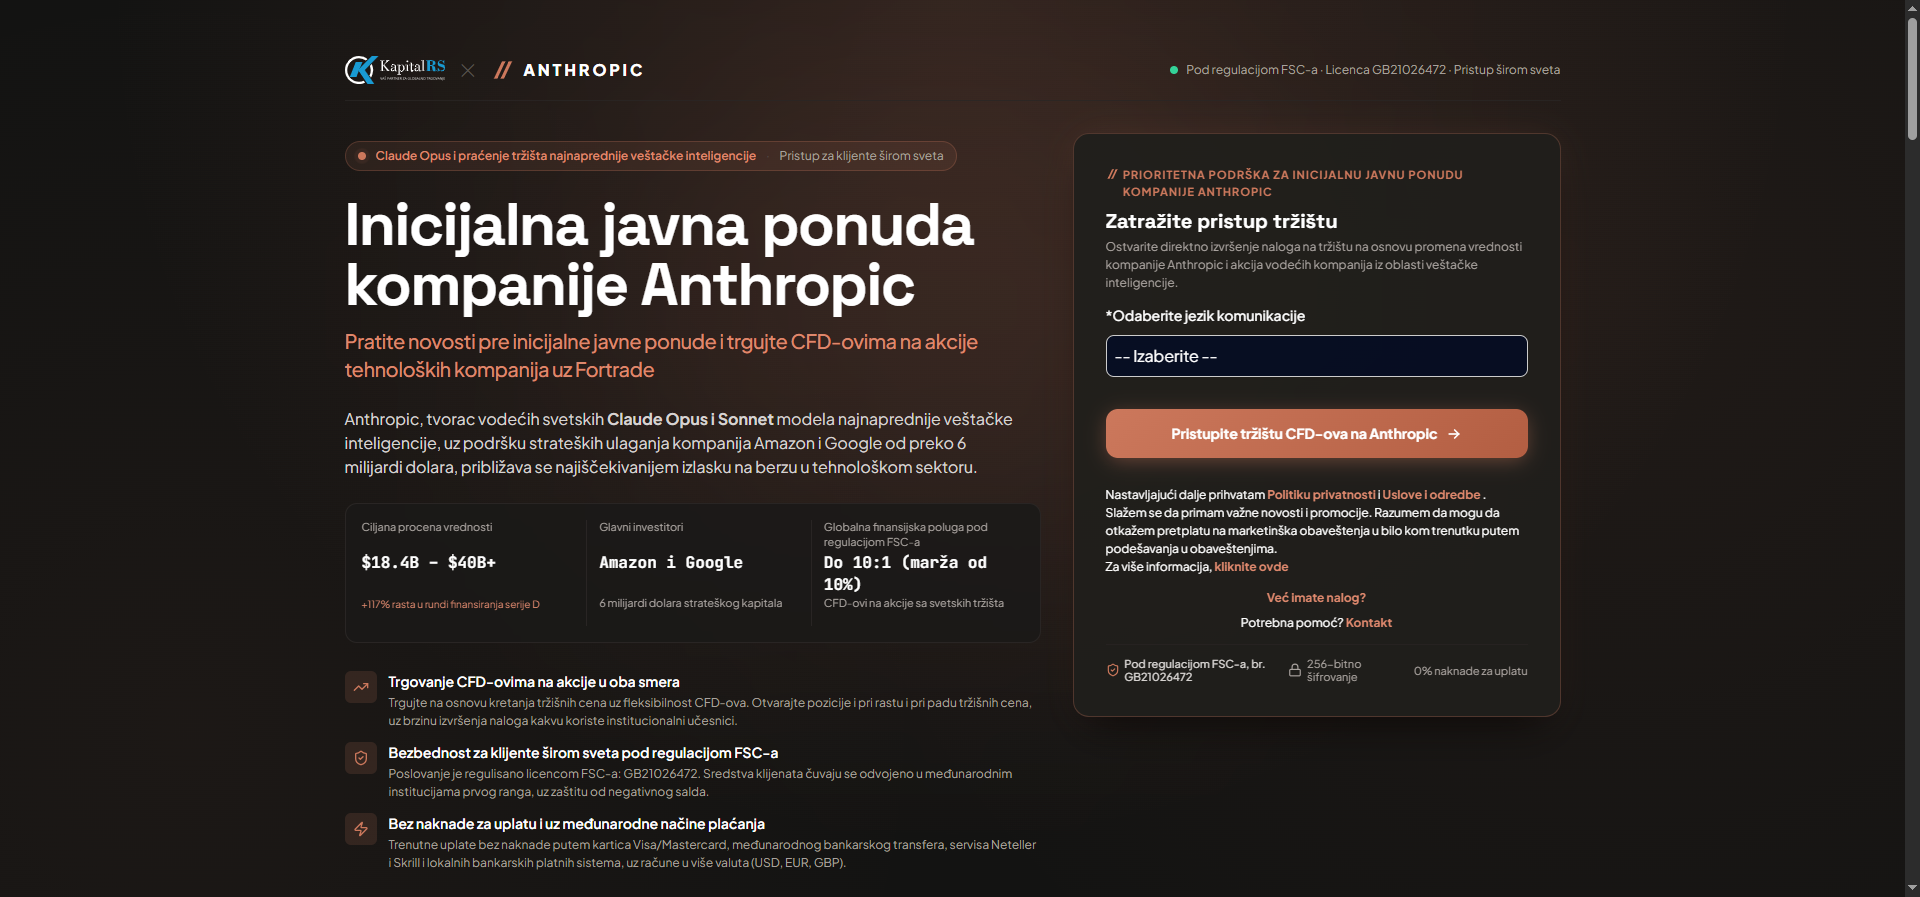 KapitalRS
VAŠ PARTNER ZA GLOBALNO TRGOVANJE
// ANTHROPIC
Pod regulacijom FSC-a · Licenca GB21026472 · Pristup širom sveta
Claude Opus i praćenje tržišta najnaprednije veštačke inteligencije
Pristup za klijente širom sveta
Inicijalna javna ponuda
kompanije Anthropic
Pratite novosti pre inicijalne javne ponude i trgujte CFD-ovima na akcije
tehnoloških kompanija uz Fortrade
Anthropic, tvorac vodećih svetskih Claude Opus i Sonnet modela najnaprednije veštačke
inteligencije, uz podršku strateških ulaganja kompanija Amazon i Google od preko 6
milijardi dolara, približava se najiščekivanijem izlasku na berzu u tehnološkom sektoru.
Ciljana procena vrednosti
$18.4B – $40B+
+117% rasta u rundi finansiranja serije D
Glavni investitori
Amazon i Google
6 milijardi dolara strateškog kapitala
Globalna finansijska poluga pod
regulacijom FSC-a
Do 10:1 (marža od
10%)
CFD-ovi na akcije sa svetskih tržišta
Trgovanje CFD-ovima na akcije u oba smera
Trgujte na osnovu kretanja tržišnih cena uz fleksibilnost CFD-ova. Otvarajte pozicije i pri rastu i pri padu tržišnih cena,
uz brzinu izvršenja naloga kakvu koriste institucionalni učesnici.
Bezbednost za klijente širom sveta pod regulacijom FSC-a
Poslovanje je regulisano licencom FSC-a: GB21026472. Sredstva klijenata čuvaju se odvojeno u međunarodnim
institucijama prvog ranga, uz zaštitu od negativnog salda.
Bez naknade za uplatu i uz međunarodne načine plaćanja
Trenutne uplate bez naknade putem kartica Visa/Mastercard, međunarodnog bankarskog transfera, servisa Neteller
i Skrill i lokalnih bankarskih platnih sistema, uz račune u više valuta (USD, EUR, GBP).
// PRIORITETNA PODRŠKA ZA INICIJALNU JAVNU PONUDU
KOMPANIJE ANTHROPIC
Zatražite pristup tržištu
Ostvarite direktno izvršenje naloga na tržištu na osnovu promena vrednosti
kompanije Anthropic i akcija vodećih kompanija iz oblasti veštačke
inteligencije.
*Odaberite jezik komunikacije
-- Izaberite --
Pristupite tržištu CFD-ova na Anthropic →
Nastavljajući dalje prihvatam Politiku privatnosti i Uslove i odredbe .
Slažem se da primam važne novosti i promocije. Razumem da mogu da
otkažem pretplatu na marketinška obaveštenja u bilo kom trenutku putem
podešavanja u obaveštenjima.
Za više informacija, kliknite ovde
Već imate nalog?
Potrebna pomoć? Kontakt
Pod regulacijom FSC-a, br.
GB21026472
256-bitno
šifrovanje
0% naknade za uplatu